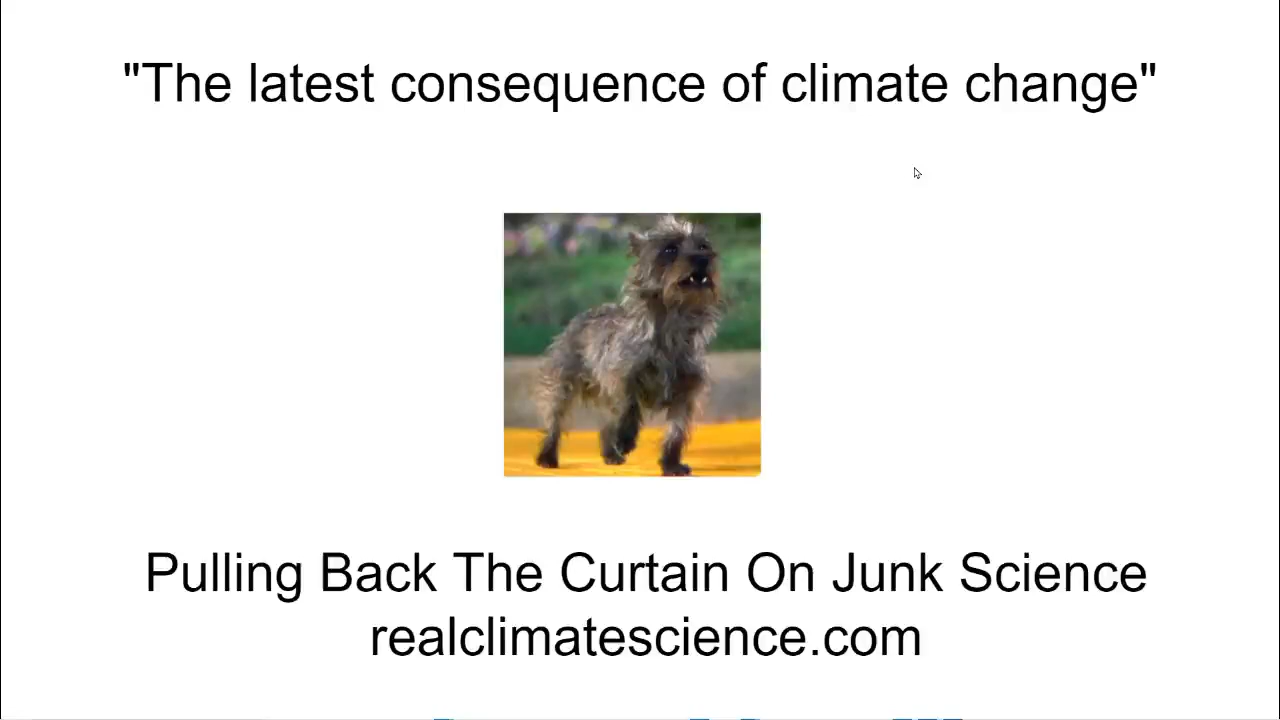 "The latest consequence of climate change"
Pulling Back The Curtain On Junk Science
realclimatescience.com